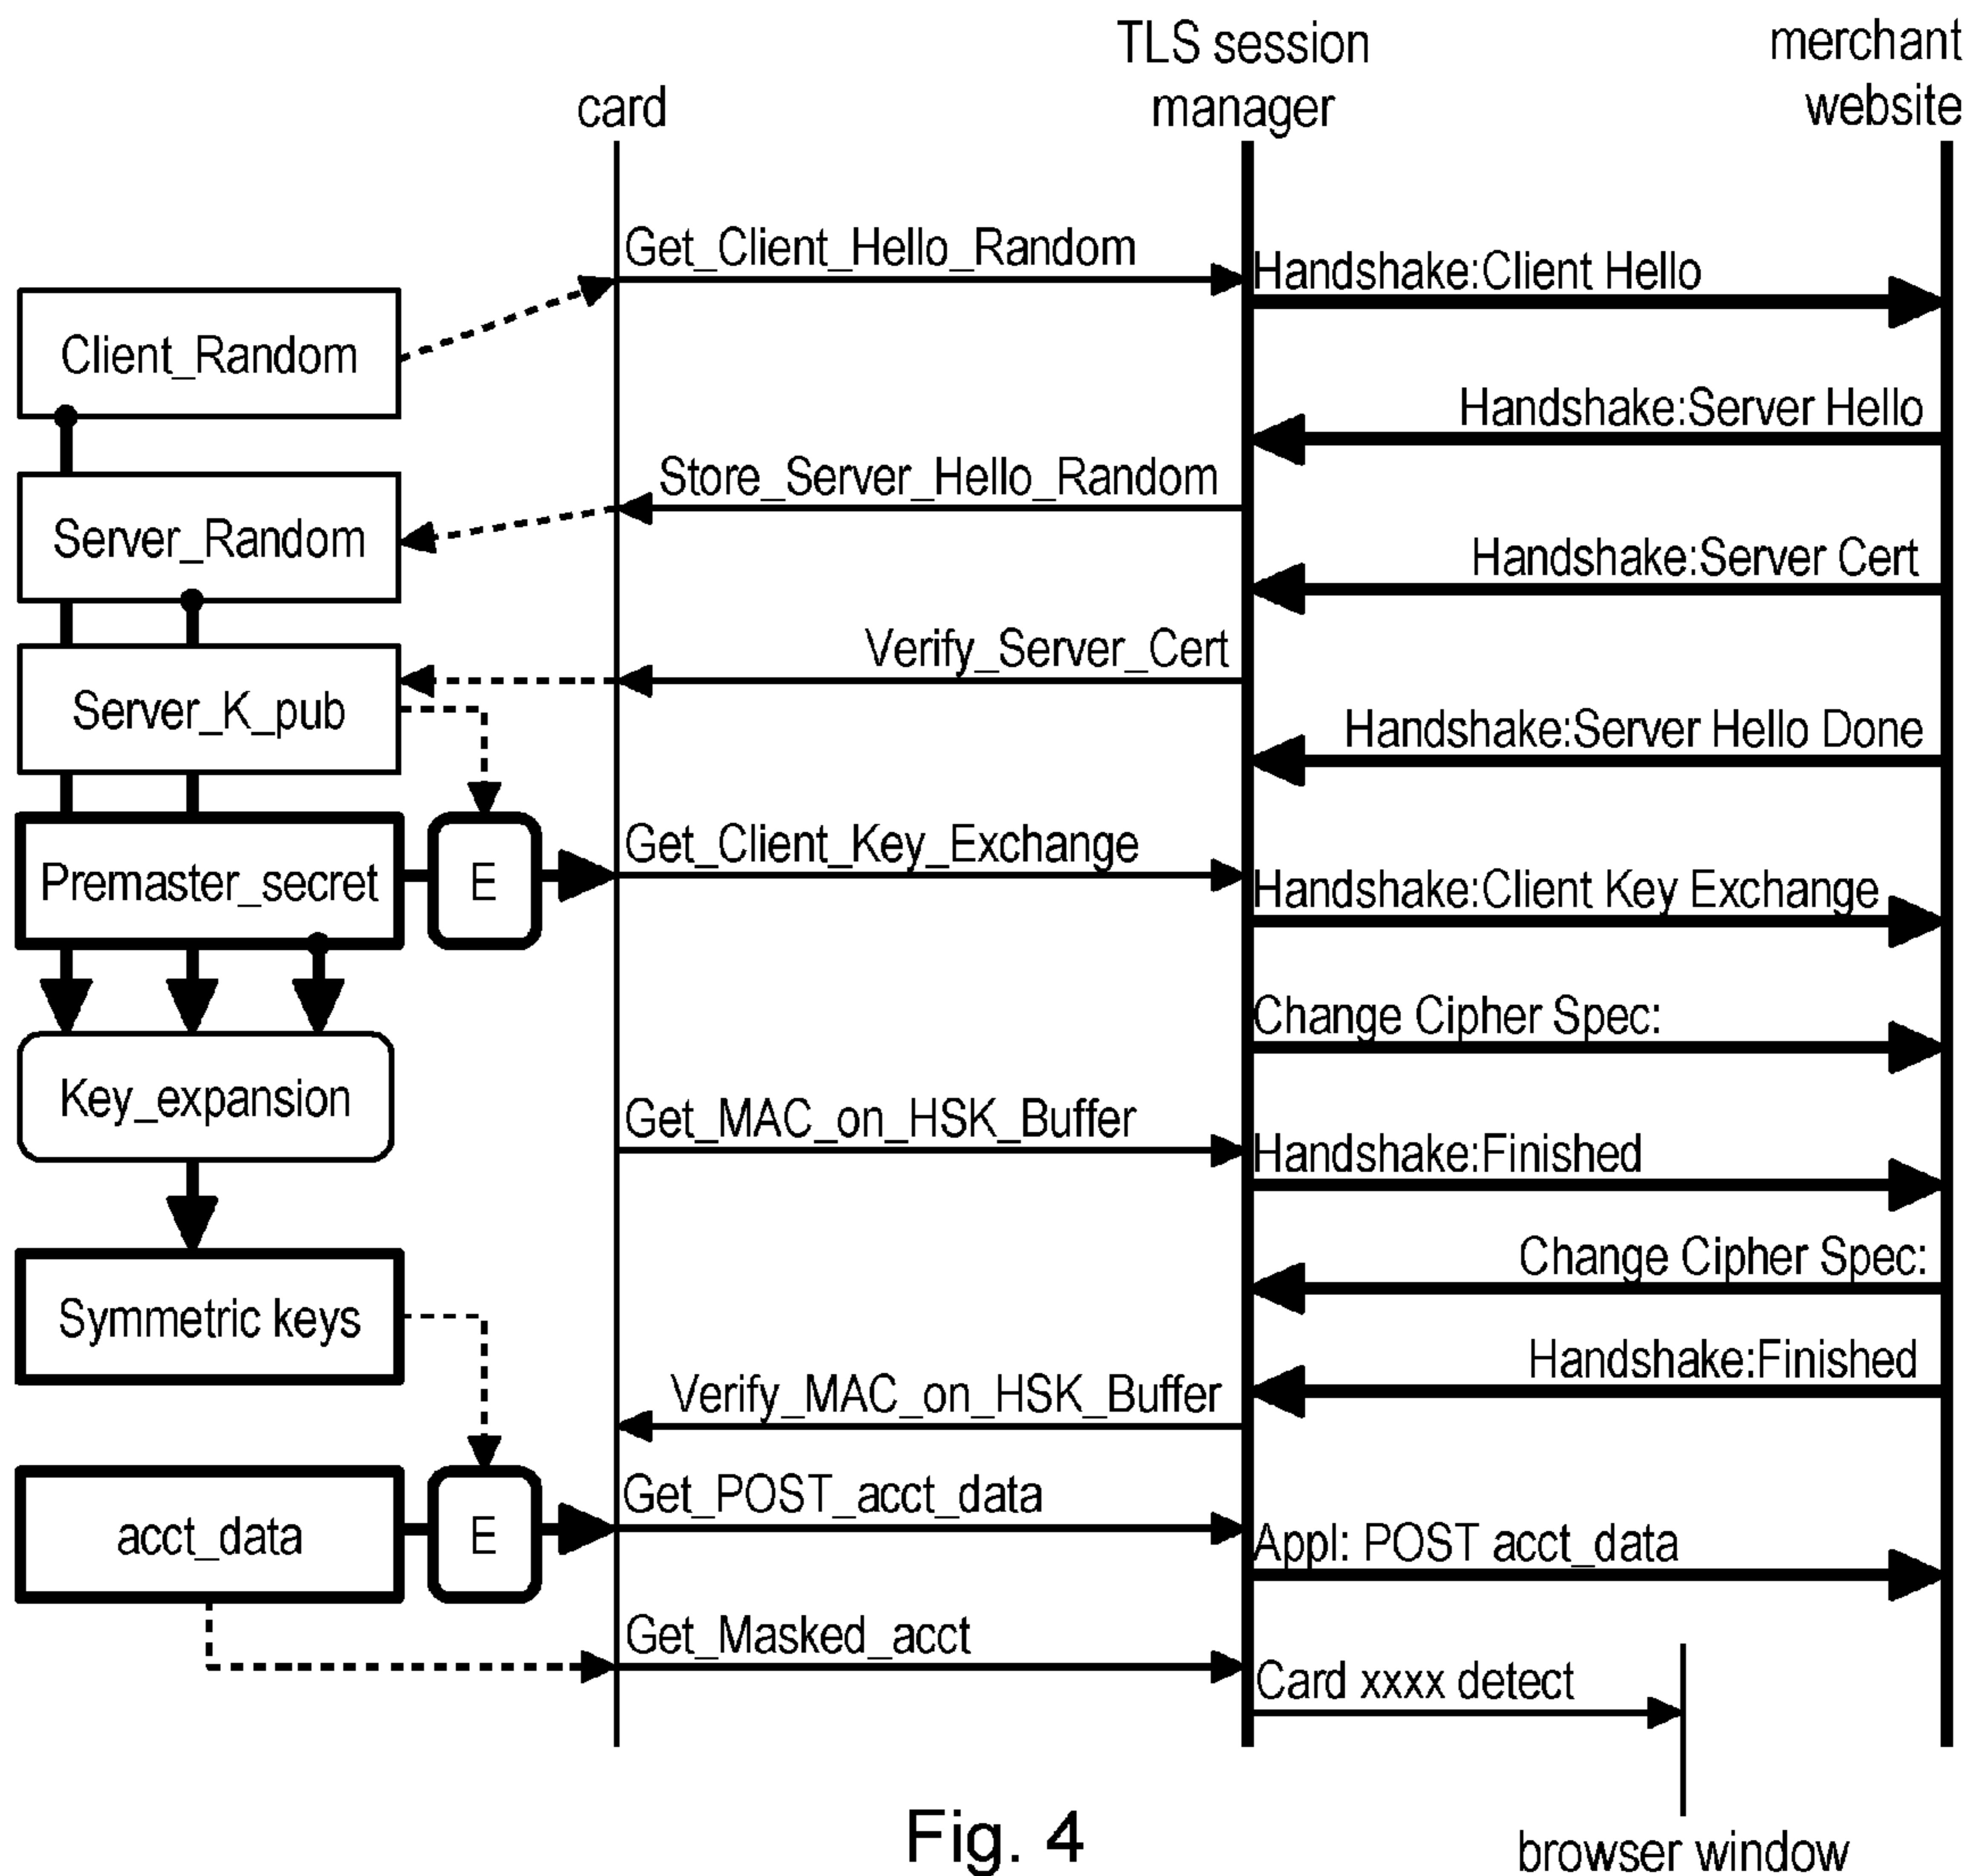 TLS session
manager
merchant
website
card
Get_Client_Hello_Random
Handshake:Client Hello
Client_Random
Handshake:Server Hello
Store_Server_Hello_Random
Server_Random
Handshake:Server Cert
Verify_Server_Cert
Server_K_pub
Handshake:Server Hello Done
Get_Client_Key_Exchange
Premaster_secret
E
Handshake:Client Key Exchange
Change Cipher Spec:
Key_expansion
Get_MAC_on_HSK_Buffer
Handshake:Finished
Change Cipher Spec:
Symmetric keys
Handshake:Finished
Verify_MAC_on_HSK_Buffer
Get_POST_acct_data
acct_data
E
Appl: POST acct_data
Get_Masked_acct
Card xxxx detect
Fig. 4
browser window